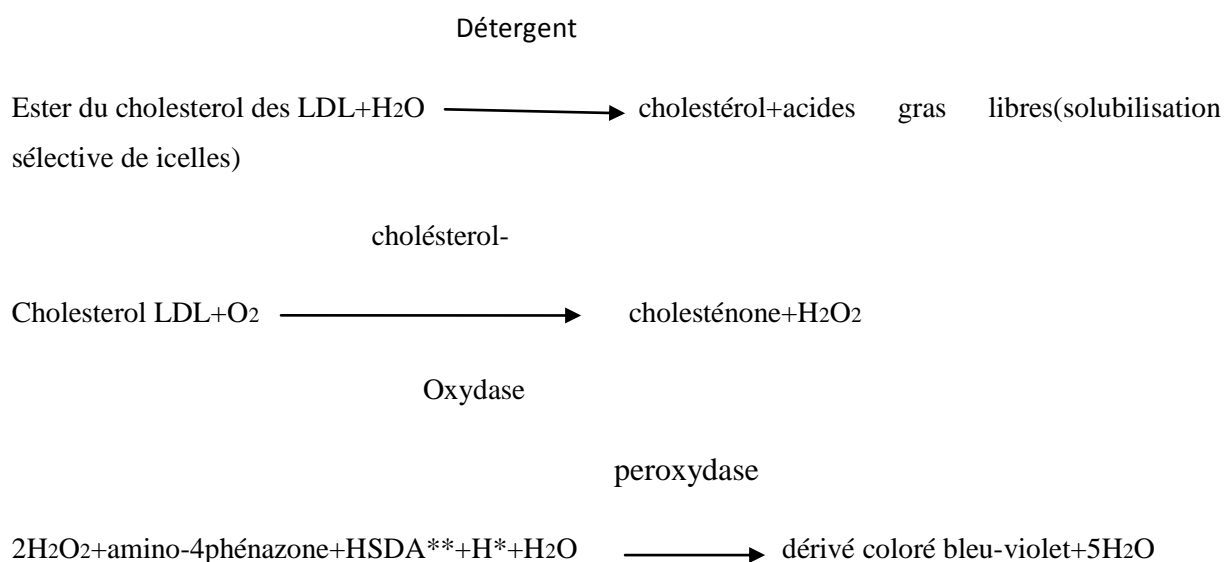 Détergent
Ester du cholesterol des LDL+H2O cholestérol+acides gras libres(solubilisation
sélective de icelles)
cholésterol-
Cholesterol LDL+O2 cholesténone+H2O2
Oxydase
peroxydase
2H2O2+amino-4phénazone+HSDA**+H*+H2O dérivé coloré bleu-violet+5H2O